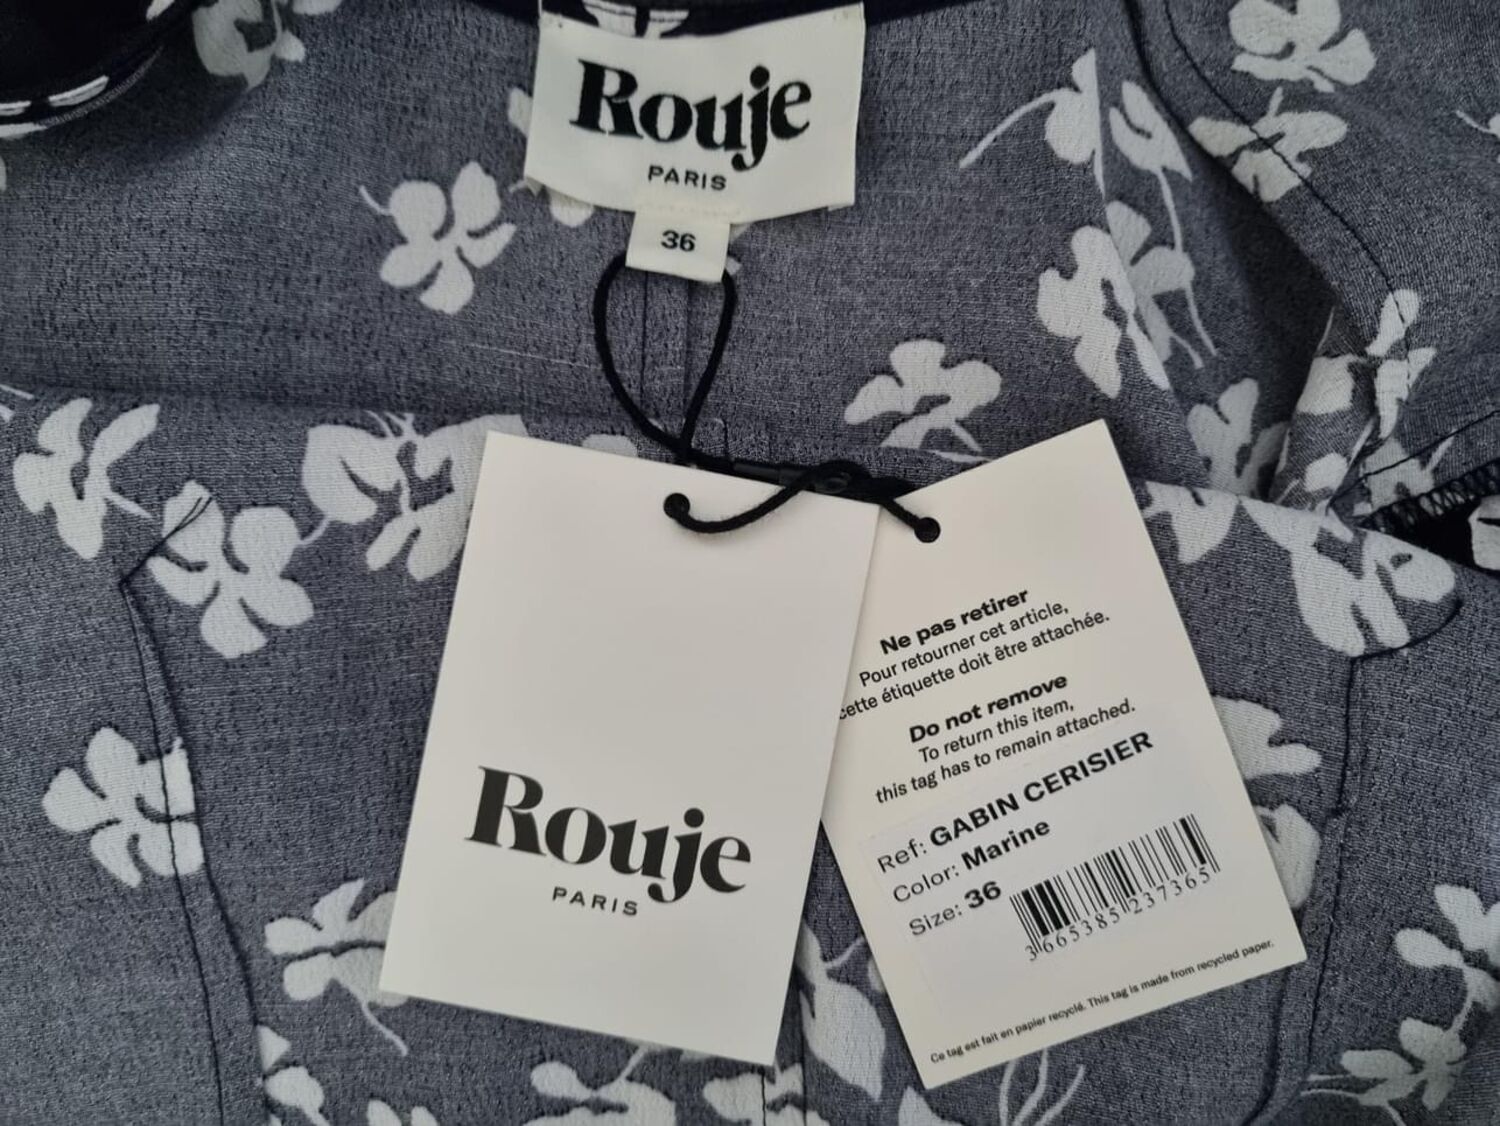 Rouje
PARIS
36
Rouje
PARIS
Ne pas retirer
Pour retourner cet article,
cette étiquette doit être attachée.
Do not remove
To return this item,
this tag has to remain attached.
Ref: GABIN CERISIER
Color: Marine
Size: 36
3 665385 237365
Ce tag est fait en papier recyclé. This tag is made from recycled paper.